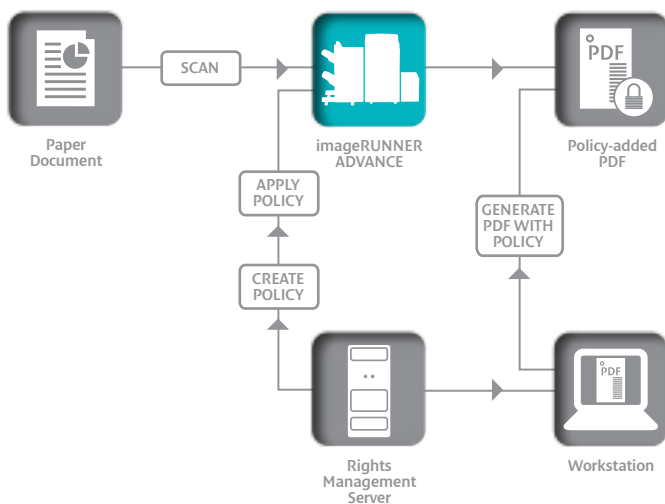 SCAN
PDF
Paper
Document
imageRUNNER
ADVANCE
Policy-added
PDF
APPLY
POLICY
GENERATE
PDF WITH
POLICY
CREATE
POLICY
PDF
Rights
Management
Server
Workstation